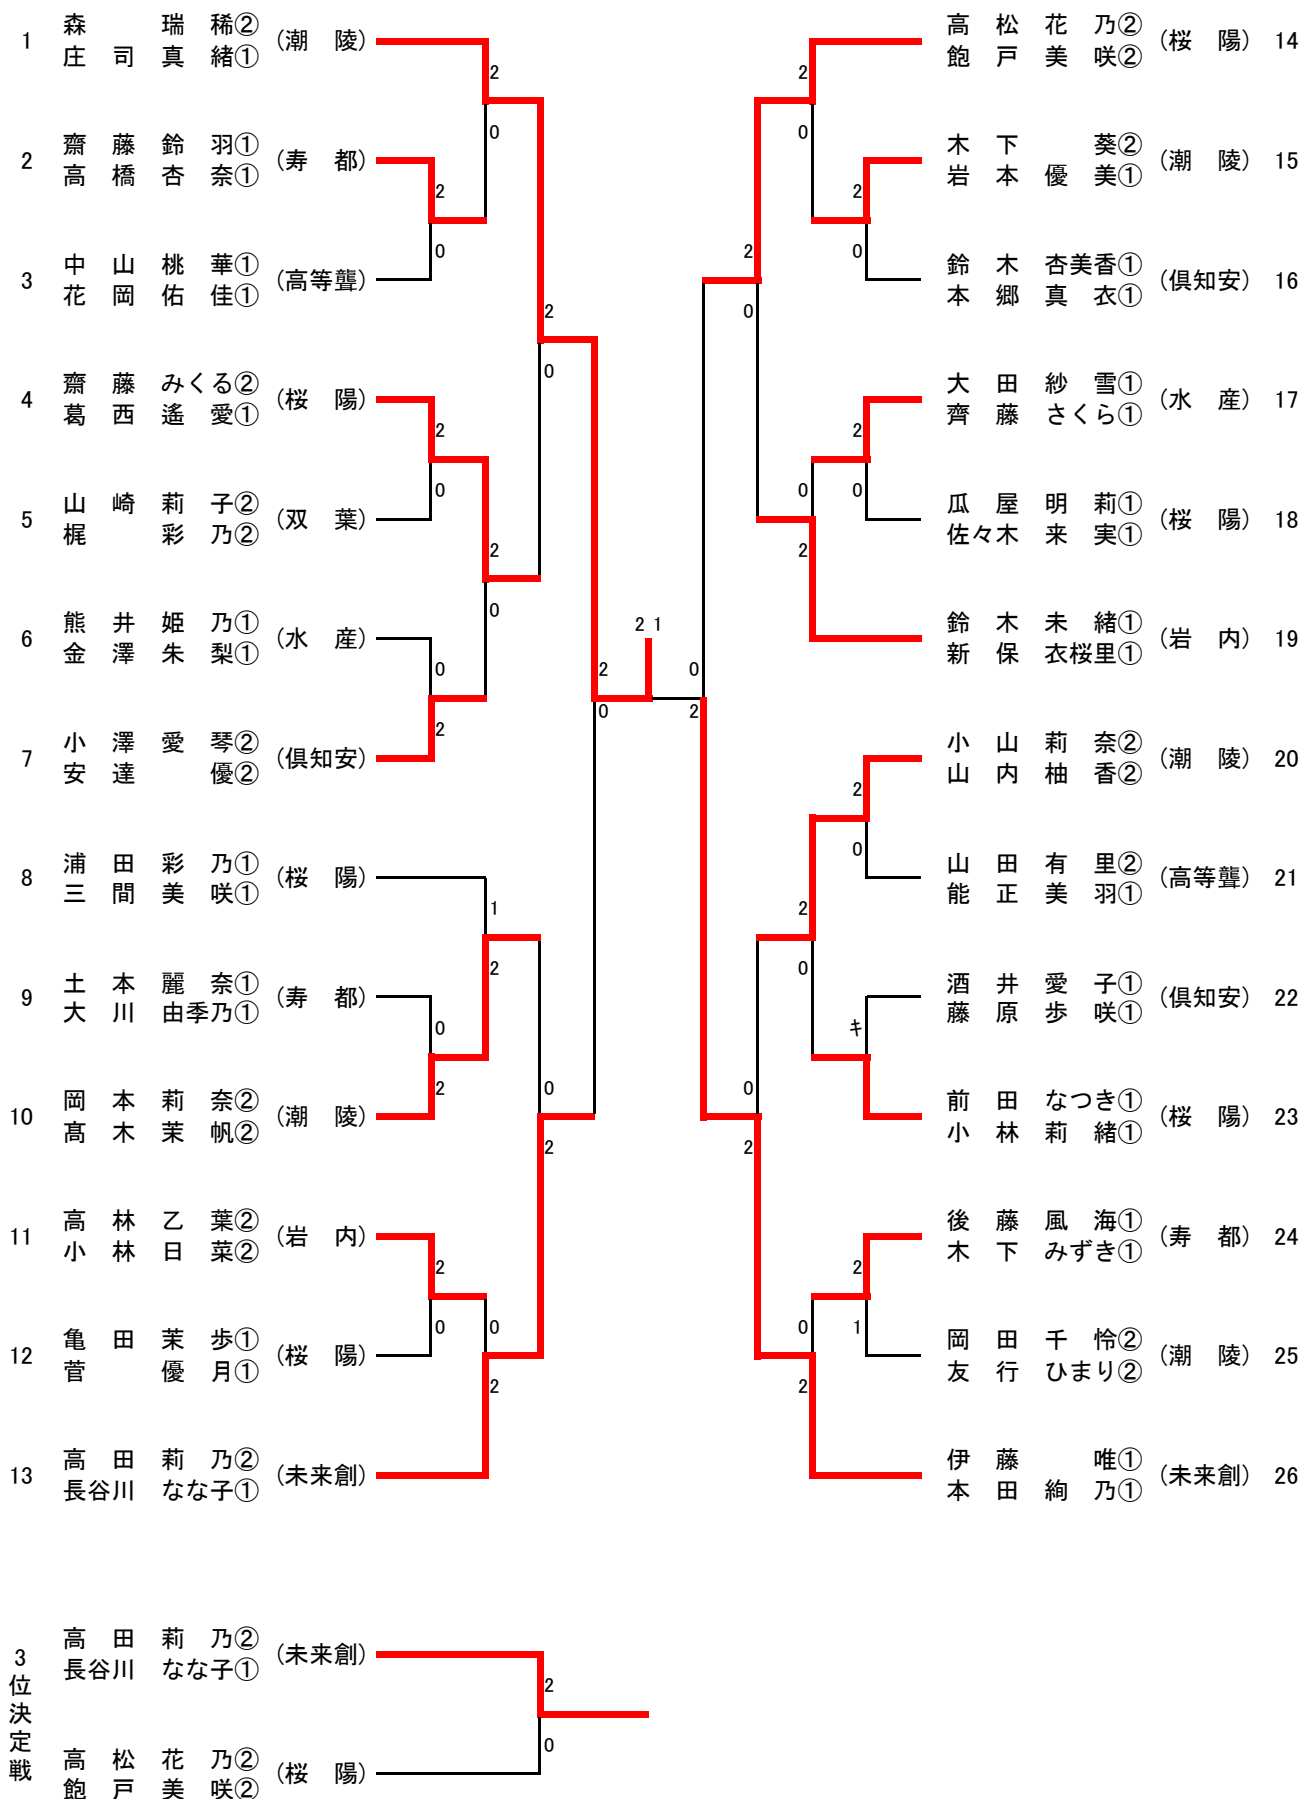 1 森 瑞 稀② (潮 陵)
庄 司 真 緒①
2 齋 藤 鈴 羽① (寿 都)
高 橋 杏 奈①
3 中 山 桃 華① (高等聾)
花 岡 佑 佳①
4 齋 藤 みくる② (桜 陽)
葛 西 遙 愛①
5 山 崎 莉 子② (双 葉)
梶 彩 乃②
6 熊 井 姫 乃① (水 産)
金 澤 朱 梨①
7 小 澤 愛 琴② (倶知安)
安 達 優②
8 浦 田 彩 乃① (桜 陽)
三 間 美 咲①
9 土 本 麗 奈① (寿 都)
大 川 由季乃①
10 岡 本 莉 奈② (潮 陵)
髙 木 茉 帆②
11 高 林 乙 葉② (岩 内)
小 林 日 菜②
12 亀 田 茉 歩① (桜 陽)
菅 優 月①
13 高 田 莉 乃② (未来創)
長谷川 なな子①
2
0
2
0
2
0
2
0
2
0
0
2
1
2
0
2
0
2
2
0
0
2
2
0
2 1
0
2
高 松 花 乃② (桜 陽) 14
飽 戸 美 咲②
木 下 葵② (潮 陵) 15
岩 本 優 美①
鈴 木 杏美香① (倶知安) 16
本 郷 真 衣①
大 田 紗 雪① (水 産) 17
齊 藤 さくら①
瓜 屋 明 莉① (桜 陽) 18
佐々木 来 実①
鈴 木 未 緒① (岩 内) 19
新 保 衣桜里①
小 山 莉 奈② (潮 陵) 20
山 内 柚 香②
山 田 有 里② (高等聾) 21
能 正 美 羽①
酒 井 愛 子① (倶知安) 22
藤 原 歩 咲①
前 田 なつき① (桜 陽) 23
小 林 莉 緒①
後 藤 風 海① (寿 都) 24
木 下 みずき①
岡 田 千 怜② (潮 陵) 25
友 行 ひまり②
伊 藤 唯① (未来創) 26
本 田 絢 乃①
2
0
2
0
2
0
2
0
0
2
2
0
2
0
キ
0
2
2
1
0
2
3位決定戦
高 田 莉 乃② (未来創)
長谷川 なな子①
2
0
高 松 花 乃② (桜 陽)
飽 戸 美 咲②